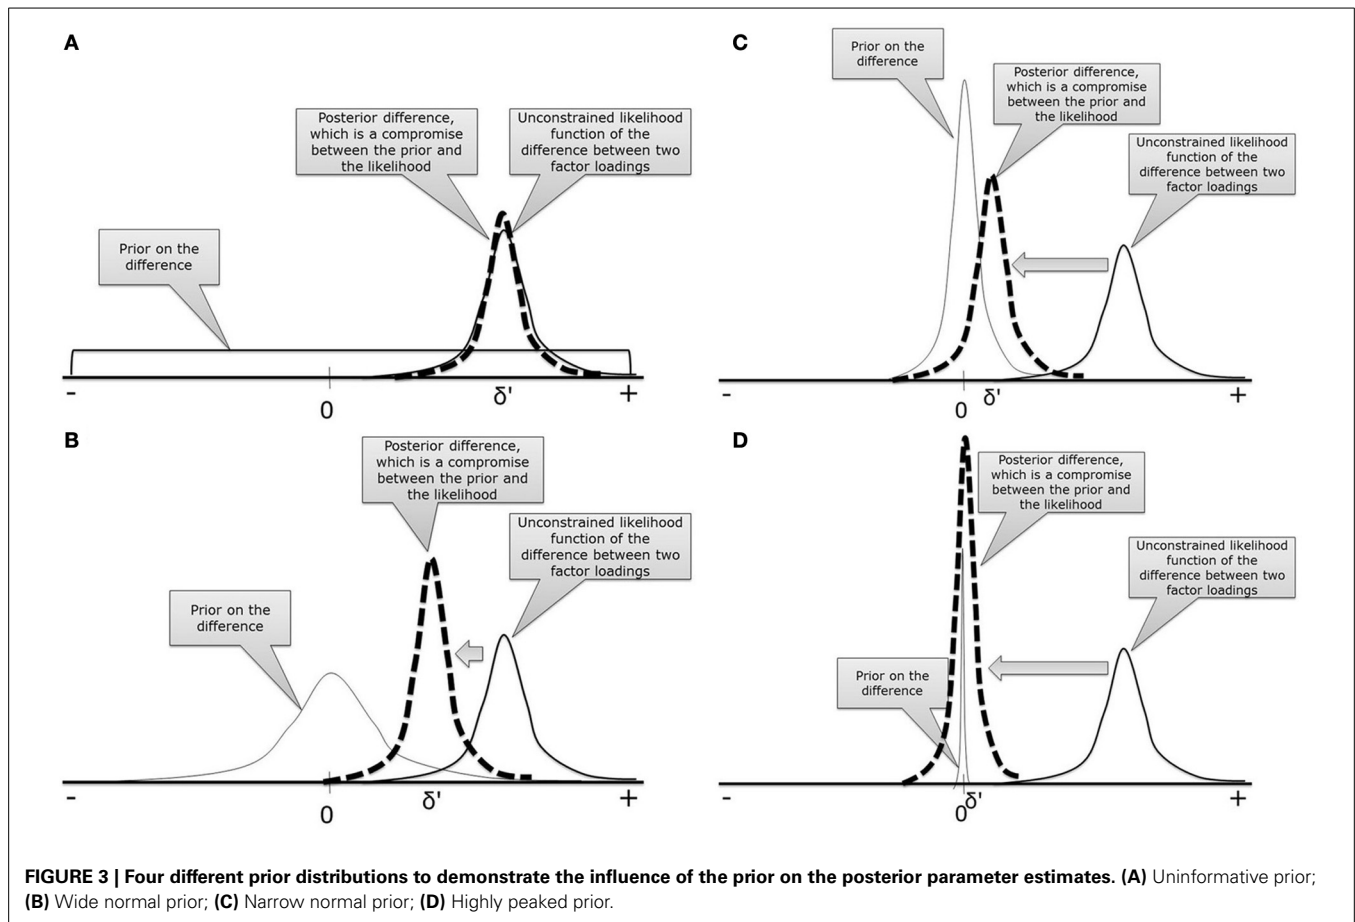 A
Posterior difference,
which is a compromise
between the prior and
the likelihood
Unconstrained likelihood
function of the
difference between two
factor loadings
Prior on the
difference
-
0
δ'
+
C
Prior on the
difference
Posterior difference,
which is a compromise
between the prior and
the likelihood
Unconstrained likelihood
function of the
difference between two
factor loadings
-
0
δ'
+
B
Posterior difference,
which is a compromise
between the prior and
the likelihood
Unconstrained likelihood
function of the
difference between two
factor loadings
Prior on the
difference
-
0
δ'
+
D
Posterior difference,
which is a compromise
between the prior and
the likelihood
Unconstrained likelihood
function of the
difference between two
factor loadings
Prior on the
difference
-
0
δ'
+
FIGURE 3 | Four different prior distributions to demonstrate the influence of the prior on the posterior parameter estimates. (A) Uninformative prior;
(B) Wide normal prior; (C) Narrow normal prior; (D) Highly peaked prior.